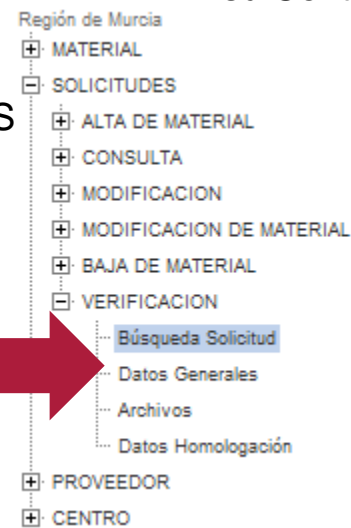 Región de Murcia
MATERIAL
SOLICITUDES
S
ALTA DE MATERIAL
CONSULTA
MODIFICACION
MODIFICACION DE MATERIAL
BAJA DE MATERIAL
VERIFICACION
Búsqueda Solicitud
Datos Generales
Archivos
Datos Homologación
PROVEEDOR
CENTRO